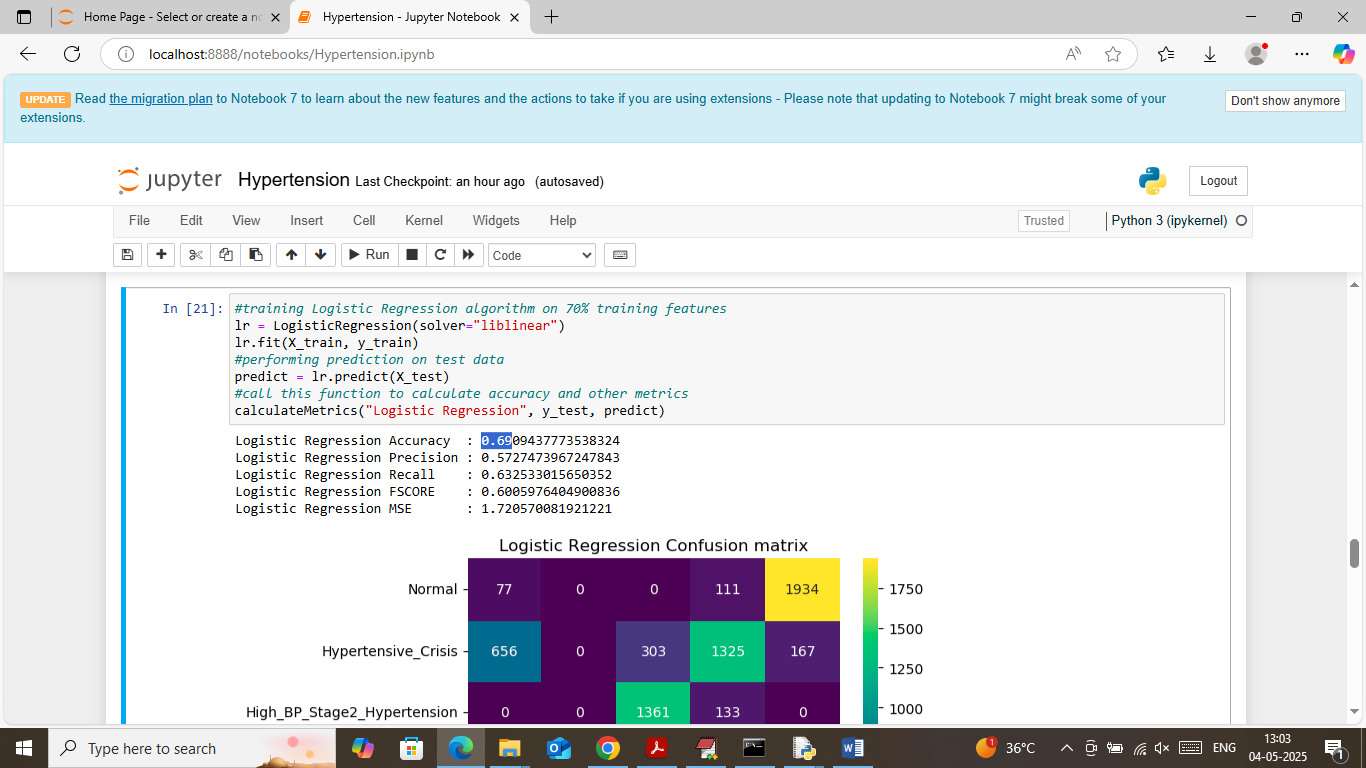 Home Page - Select or create a no
Hypertension - Jupyter Notebook
localhost:8888/notebooks/Hypertension.ipynb
UPDATE Read the migration plan to Notebook 7 to learn about the new features and the actions to take if you are using extensions - Please note that updating to Notebook 7 might break some of your
extensions.
Don't show anymore
jupyter Hypertension Last Checkpoint: an hour ago (autosaved)
Logout
File Edit View Insert Cell Kernel Widgets Help
Trusted
Python 3 (ipykernel)
Run
Code
In [21]:
#training Logistic Regression algorithm on 70% training features
lr = LogisticRegression(solver="liblinear")
lr.fit(X_train, y_train)
#performing prediction on test data
predict = lr.predict(X_test)
#call this function to calculate accuracy and other metrics
calculateMetrics("Logistic Regression", y_test, predict)
Logistic Regression Accuracy : 0.6909437773538324
Logistic Regression Precision : 0.5727473967247843
Logistic Regression Recall : 0.632533015650352
Logistic Regression FSCORE : 0.6005976404900836
Logistic Regression MSE : 1.720570081921221
Logistic Regression Confusion matrix
Normal 77 0 0 111 1934
Hypertensive_Crisis 656 0 303 1325 167
High_BP_Stage2_Hypertension 0 0 1361 133 0
1750
1500
1250
1000
Type here to search
1
36°C
ENG
13:03
04-05-2025
1